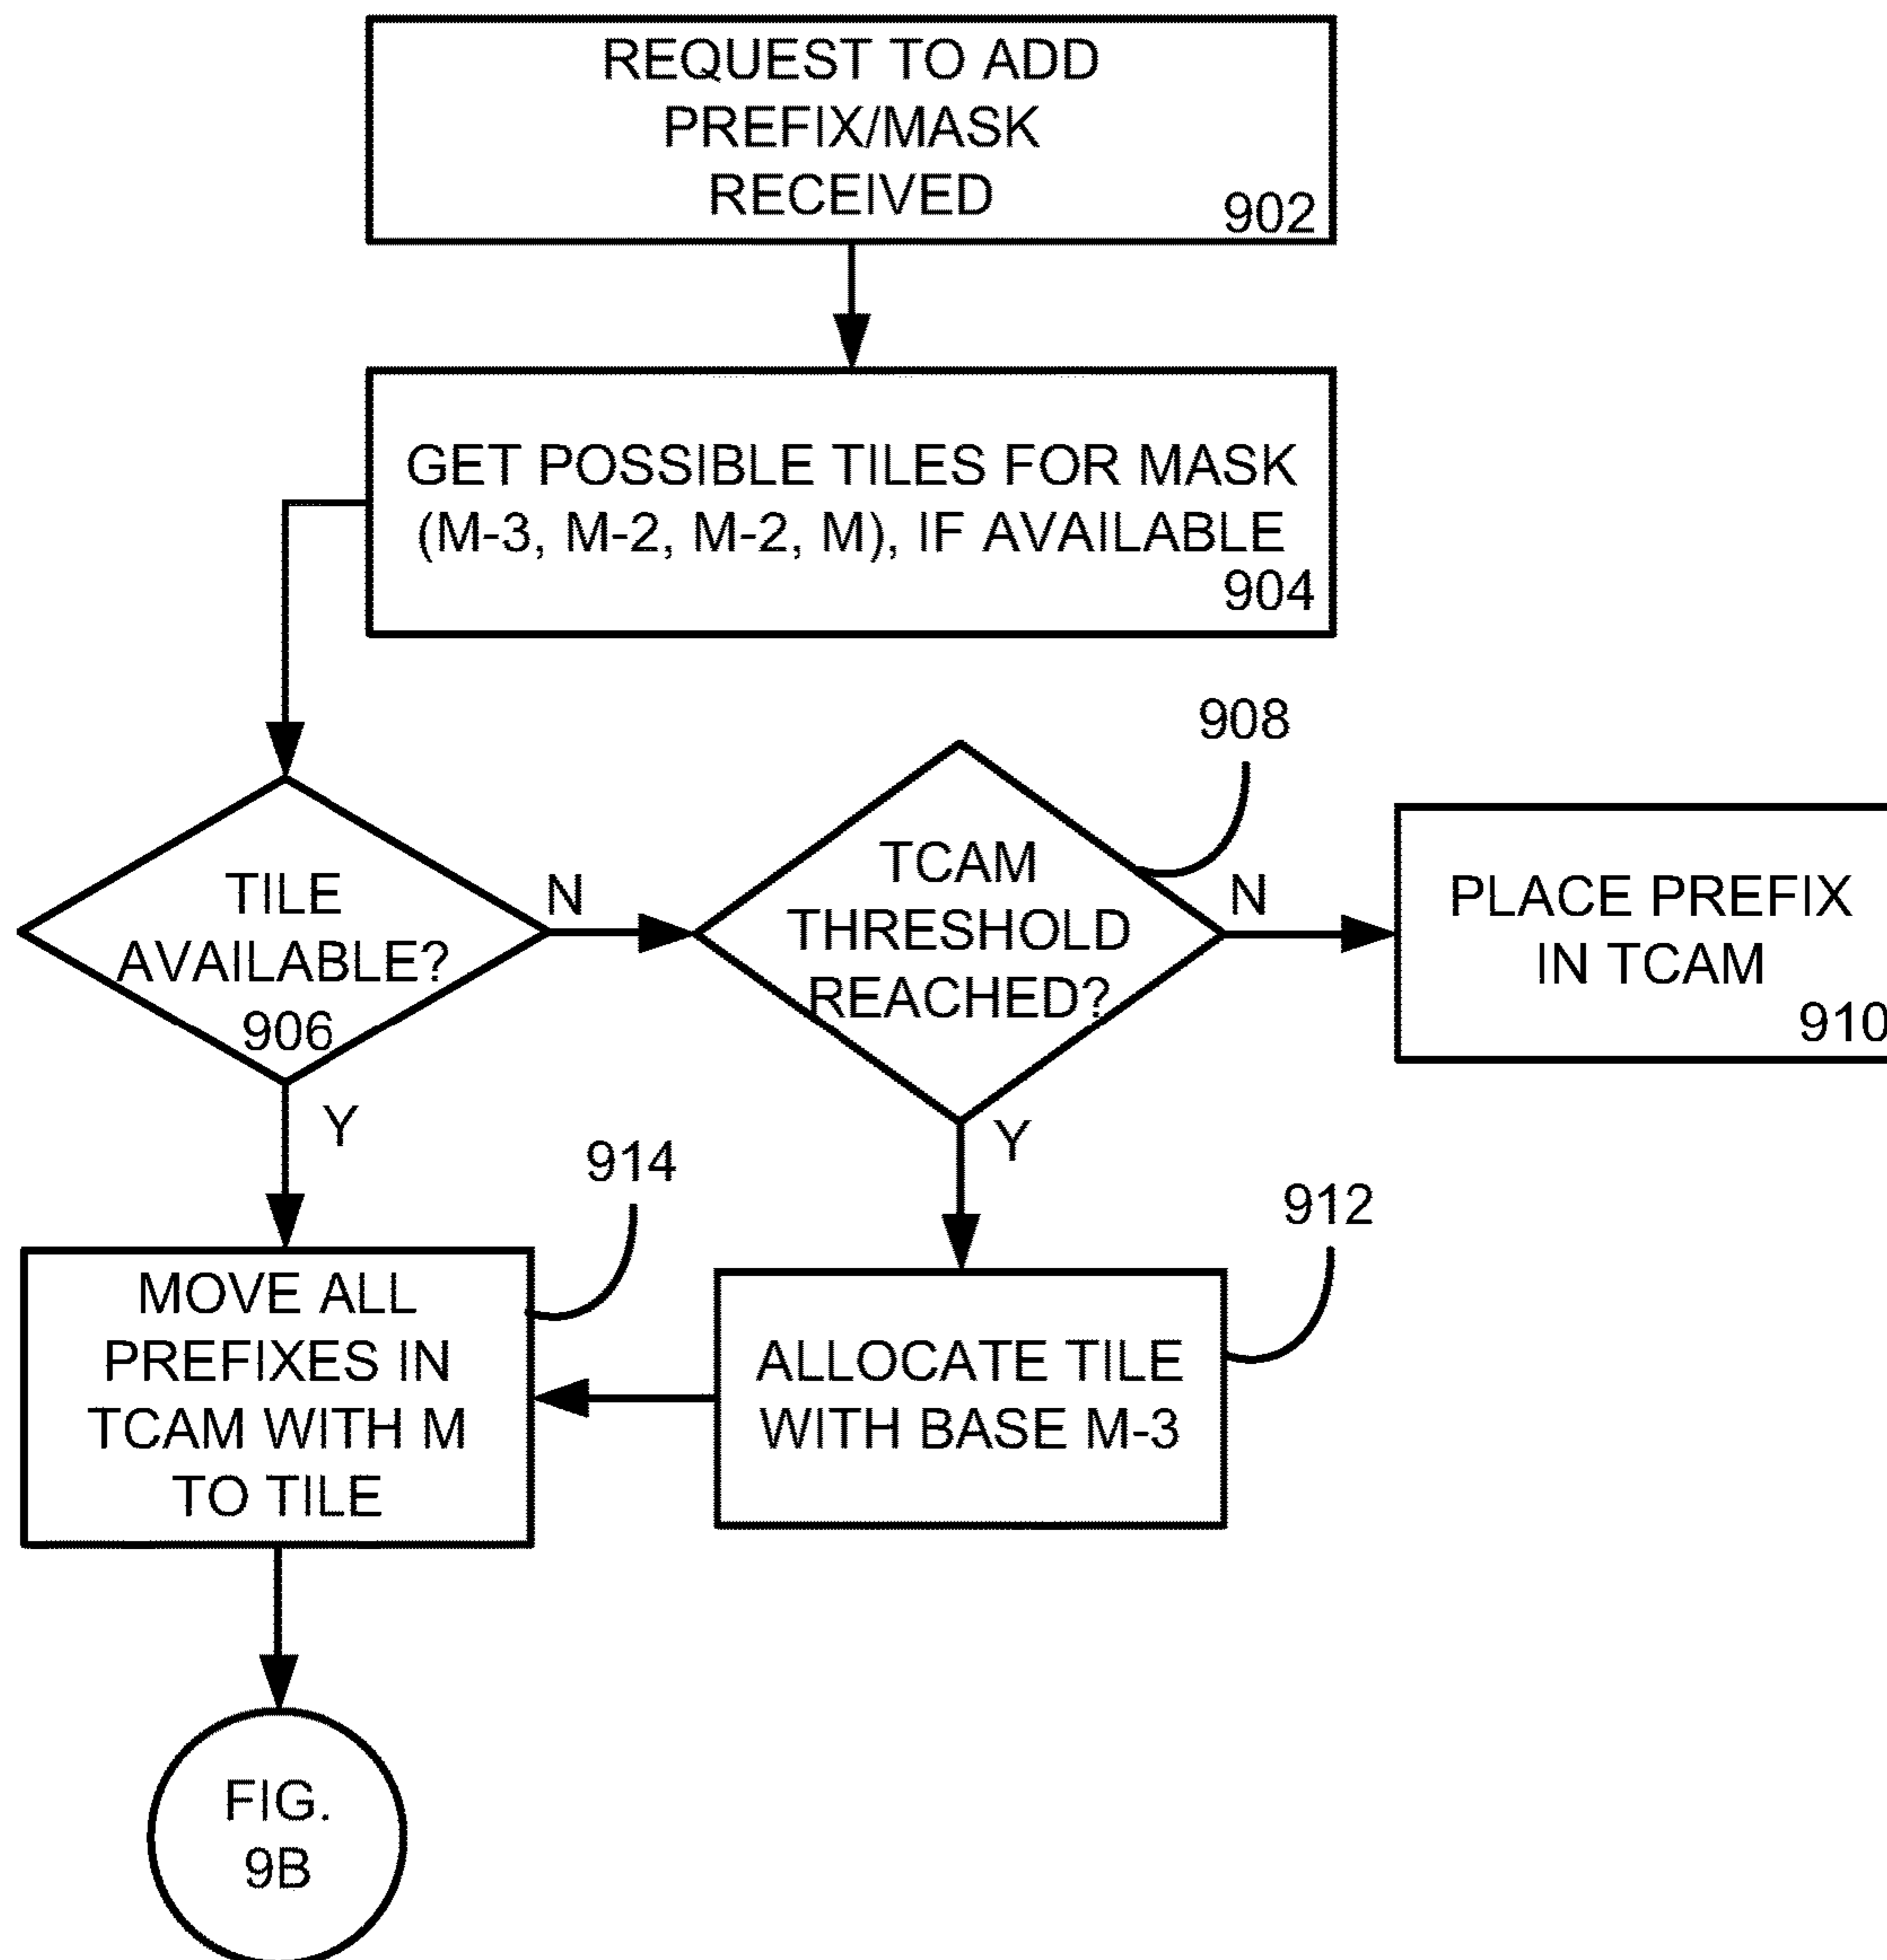 REQUEST TO ADD
PREFIX/MASK
RECEIVED
902
GET POSSIBLE TILES FOR MASK
(M-3, M-2, M-2, M), IF AVAILABLE
904
908
TILE
AVAILABLE?
906
N
TCAM
THRESHOLD
REACHED?
N
PLACE PREFIX
IN TCAM
910
Y
Y
914
912
MOVE ALL
PREFIXES IN
TCAM WITH M
TO TILE
ALLOCATE TILE
WITH BASE M-3
FIG.
9B